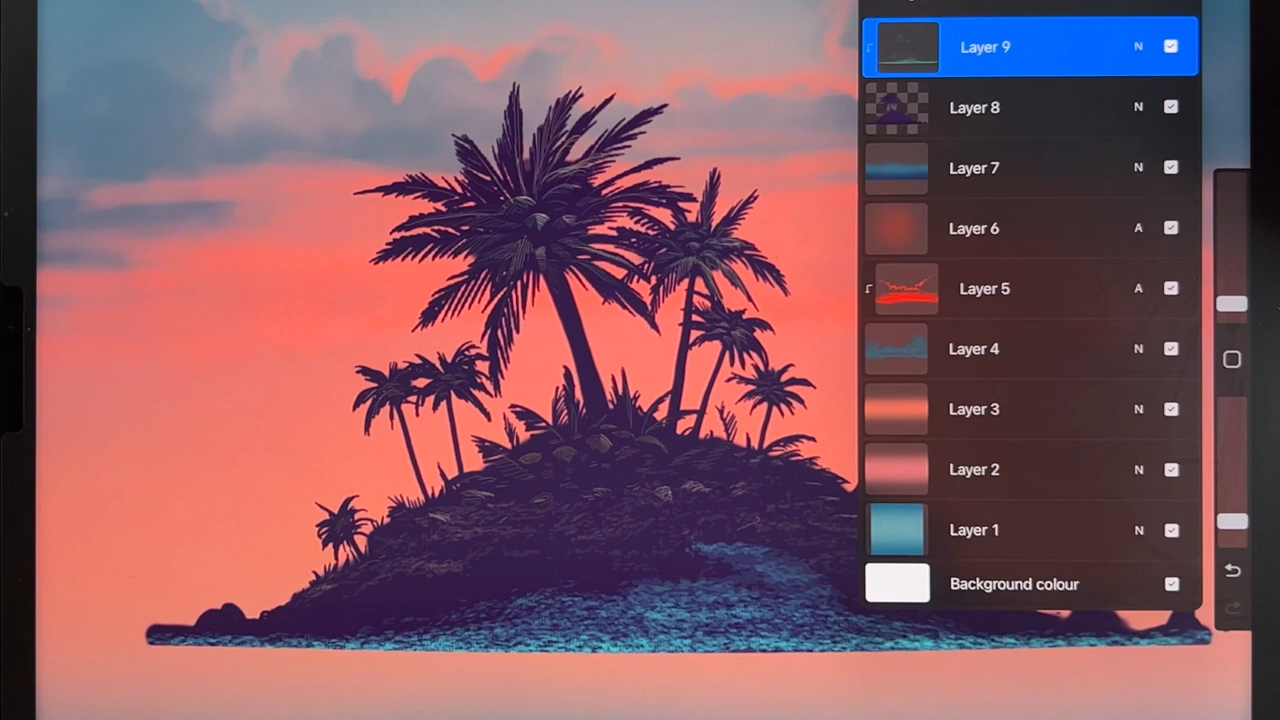 Layer 9 N
Layer 8 N
Layer 7 N
Layer 6 A
Layer 5 A
Layer 4 N
Layer 3 N
Layer 2 N
Layer 1 N
Background colour